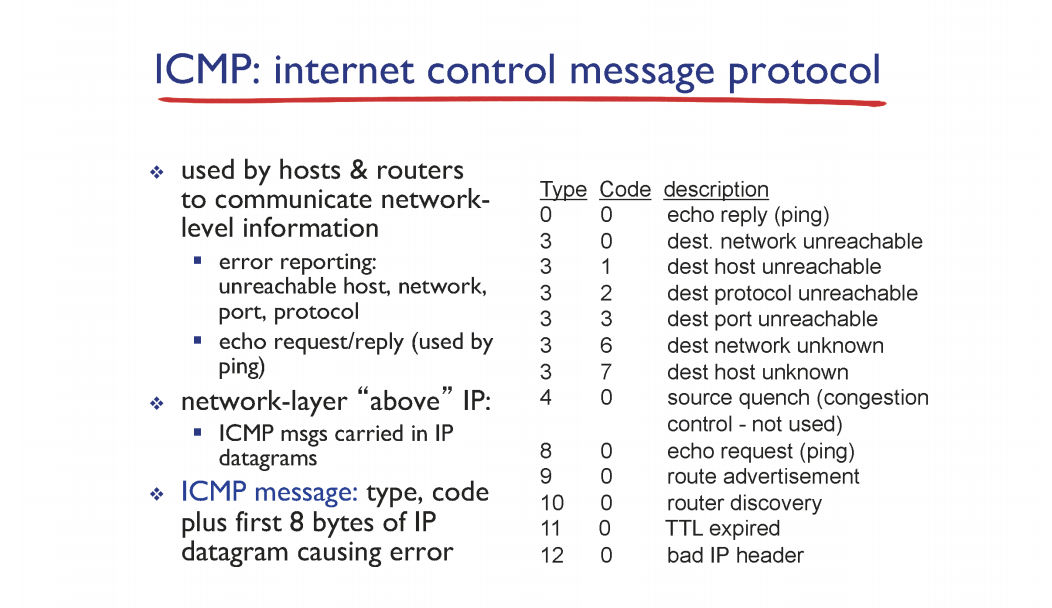 ICMP: internet control message protocol
❖ used by hosts & routers
to communicate network-
level information
▪ error reporting:
unreachable host, network,
port, protocol
▪ echo request/reply (used by
ping)
❖ network-layer “above” IP:
▪ ICMP msgs carried in IP
datagrams
❖ ICMP message: type, code
plus first 8 bytes of IP
datagram causing error
Type Code description
0 0 echo reply (ping)
3 0 dest. network unreachable
3 1 dest host unreachable
3 2 dest protocol unreachable
3 3 dest port unreachable
3 6 dest network unknown
3 7 dest host unknown
4 0 source quench (congestion
control - not used)
8 0 echo request (ping)
9 0 route advertisement
10 0 router discovery
11 0 TTL expired
12 0 bad IP header